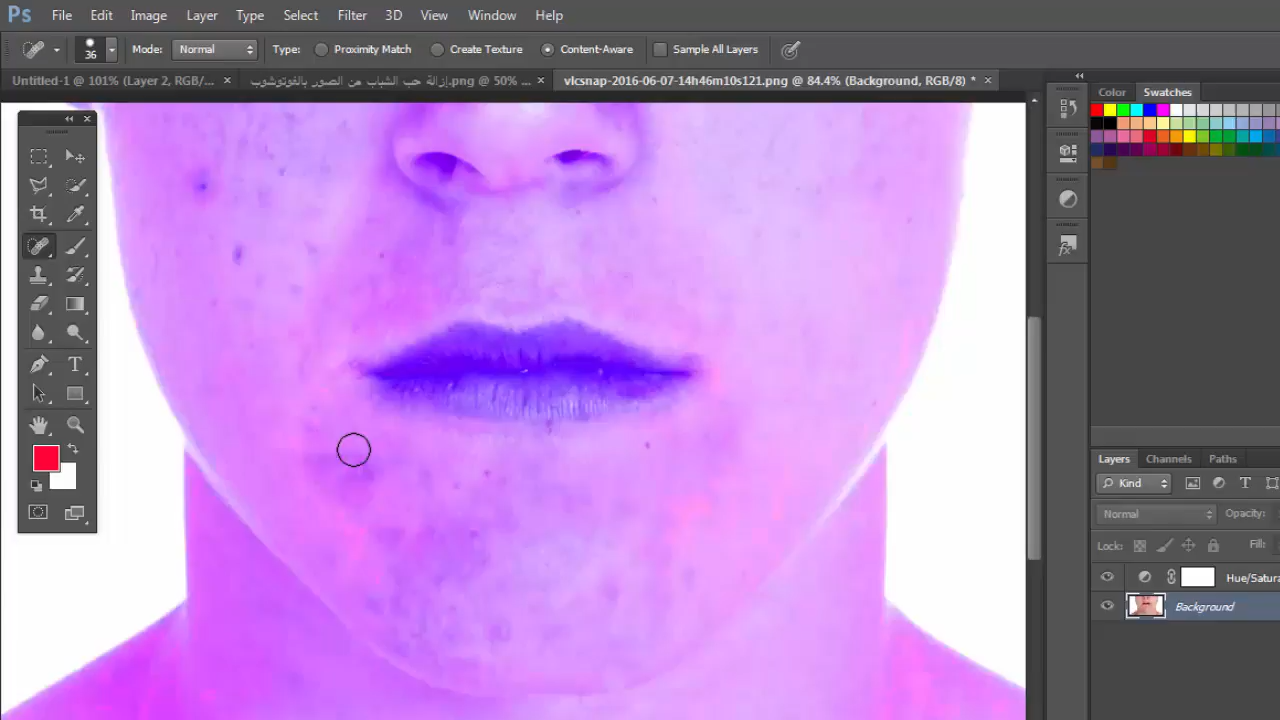 Ps File Edit Image Layer Type Select Filter 3D View Window Help
36 Mode: Normal Type: Proximity Match Create Texture Content-Aware Sample All Layers
Untitled-1 @ 101% (Layer 2, RGB/... × إزالة حب الشباب من الصور بالفوتوشوب.png @ 50% ... × vlcsnap-2016-06-07-14h46m10s121.png @ 84.4% (Background, RGB/8) * ×
Color Swatches
Layers Channels Paths
Kind T
Normal Opacity:
Lock: Fill:
Hue/Satura
Background
T